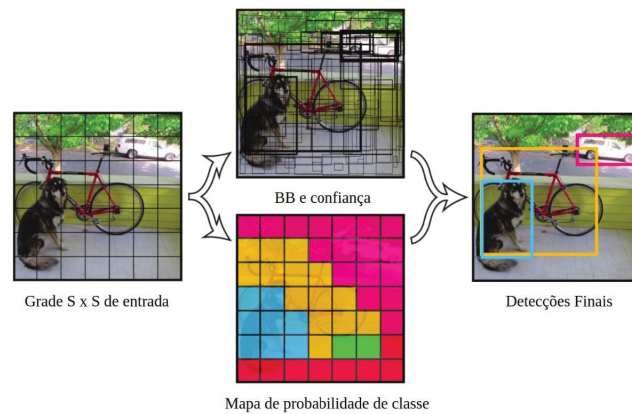 BB e confiança
Grade S x S de entrada
Detecções Finais
Mapa de probabilidade de classe